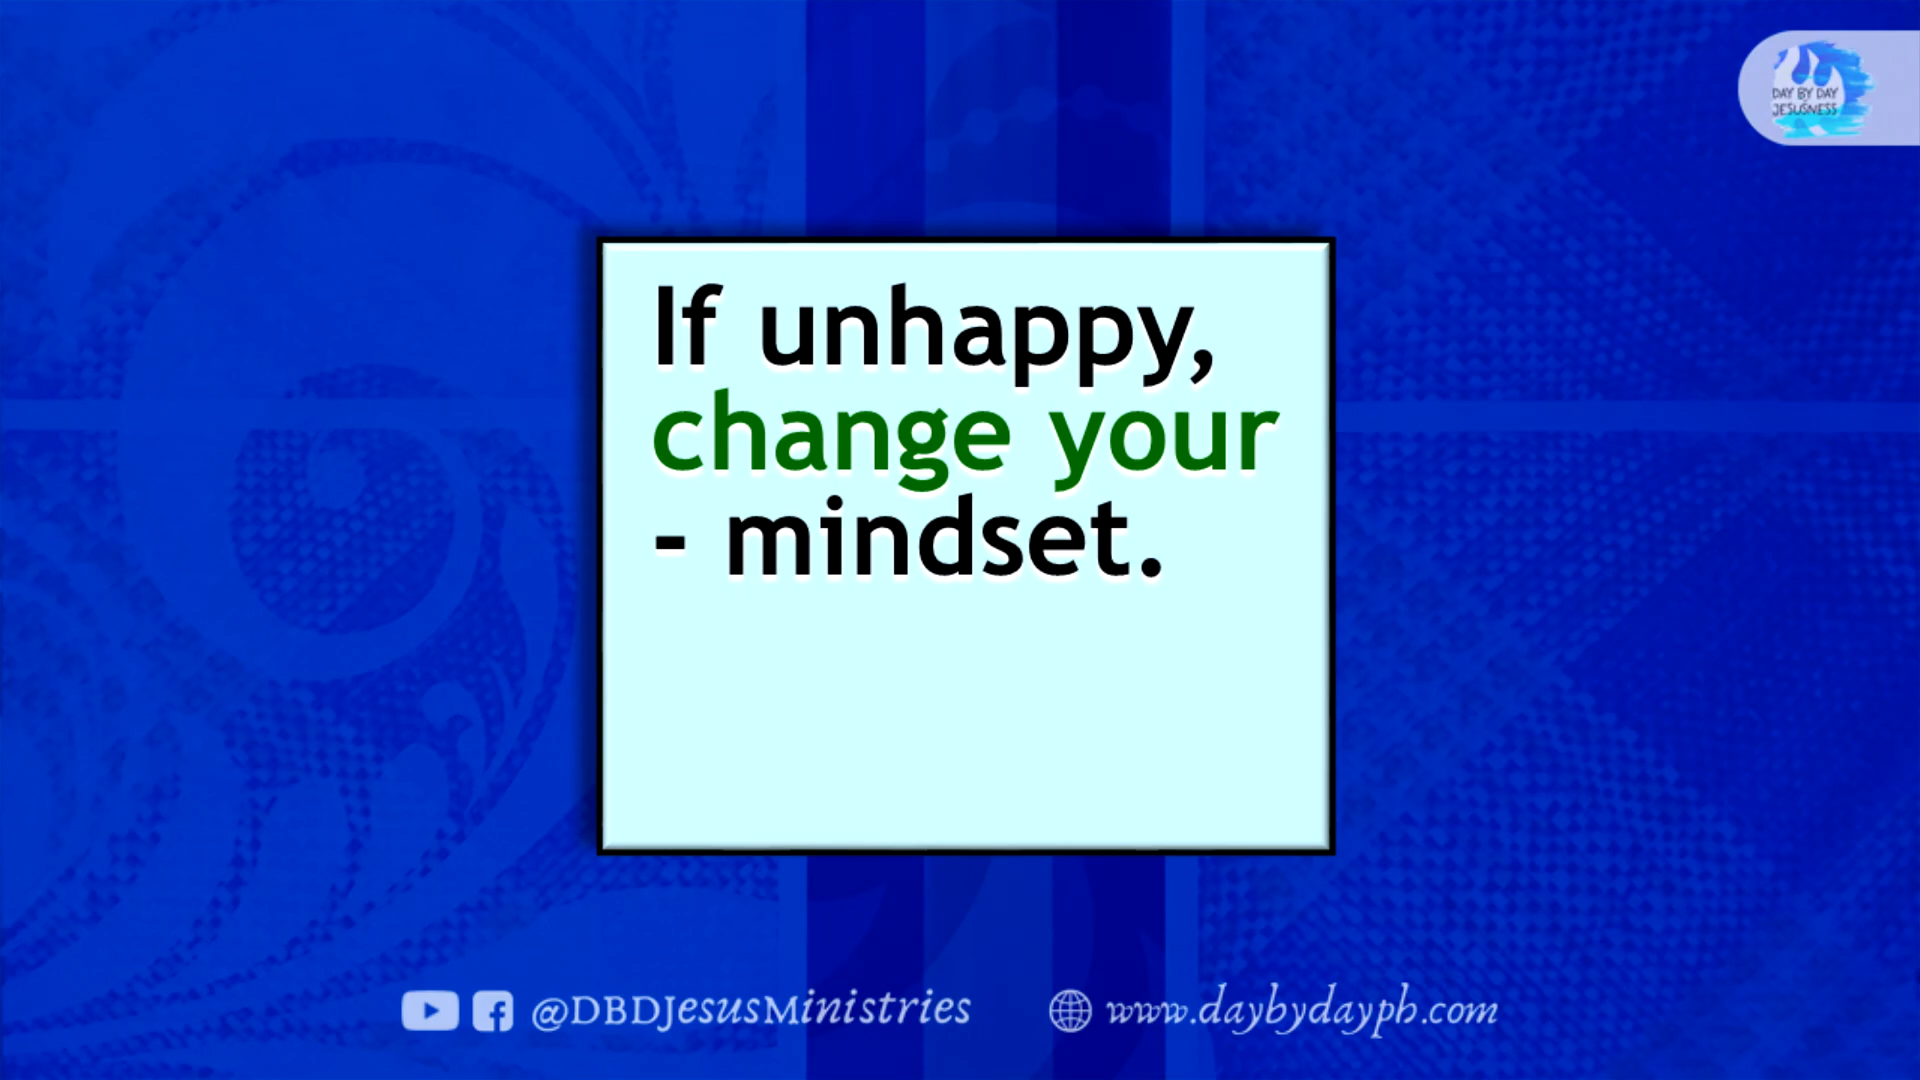 DAY BY DAY
JESUSNESS
If unhappy,
change your
- mindset.
@DBDJesusMinistries
www.daybydayph.com